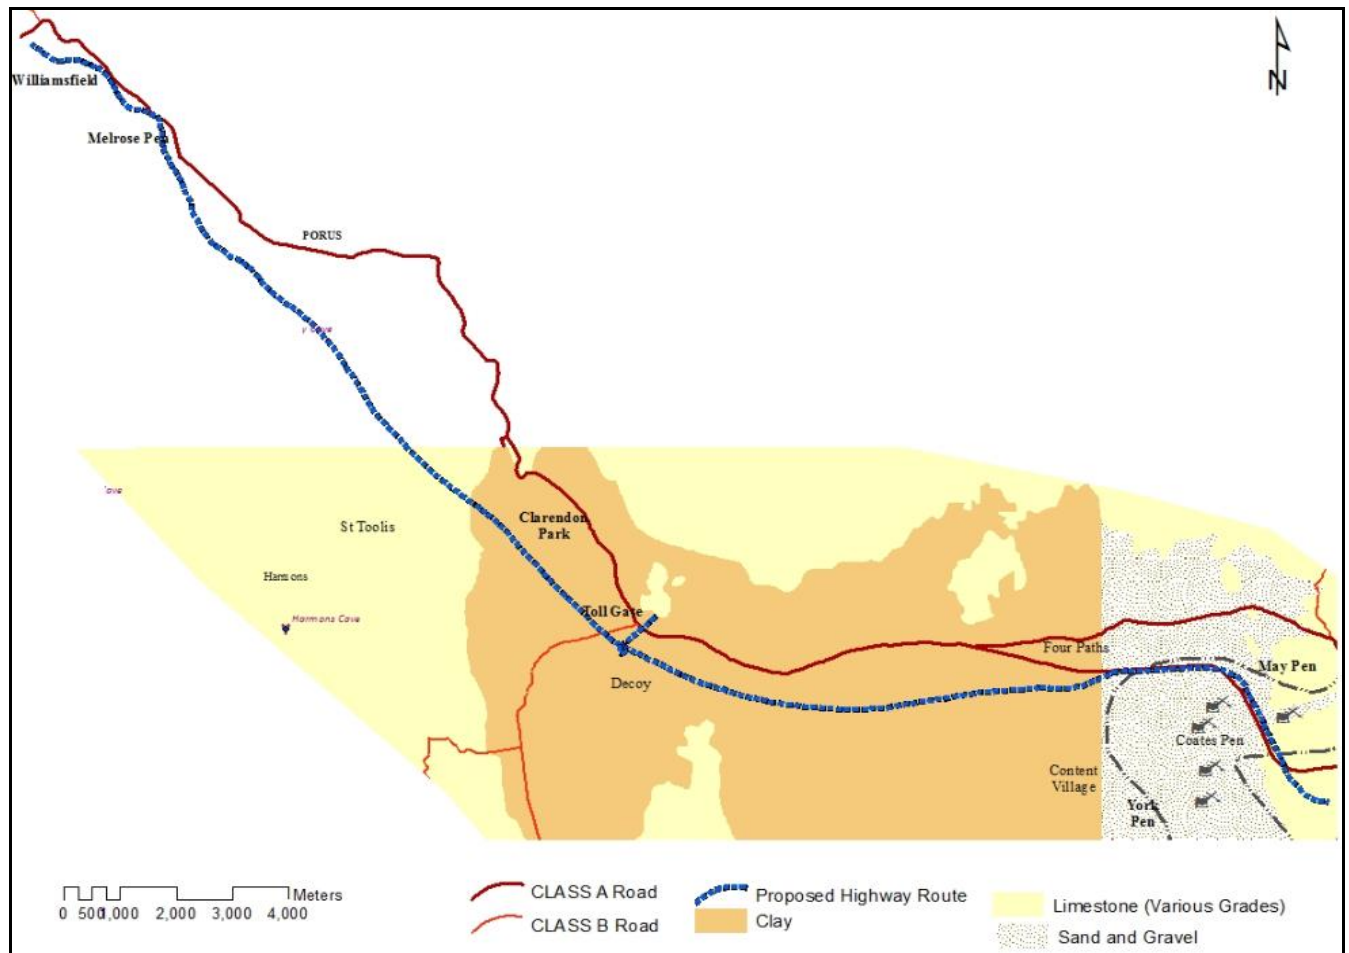 N
Williamsfield
Melrose Pen
PORUS
y Cave
'ave
St Toolis
Clarendon
Park
Harmons
Harmons Cave
Toll Gate
Decoy
Four Paths
May Pen
Coates Pen
Content
Village
York
Pen
Meters
0 500 1,000 2,000 3,000 4,000
CLASS A Road
CLASS B Road
Proposed Highway Route
Clay
Limestone (Various Grades)
Sand and Gravel